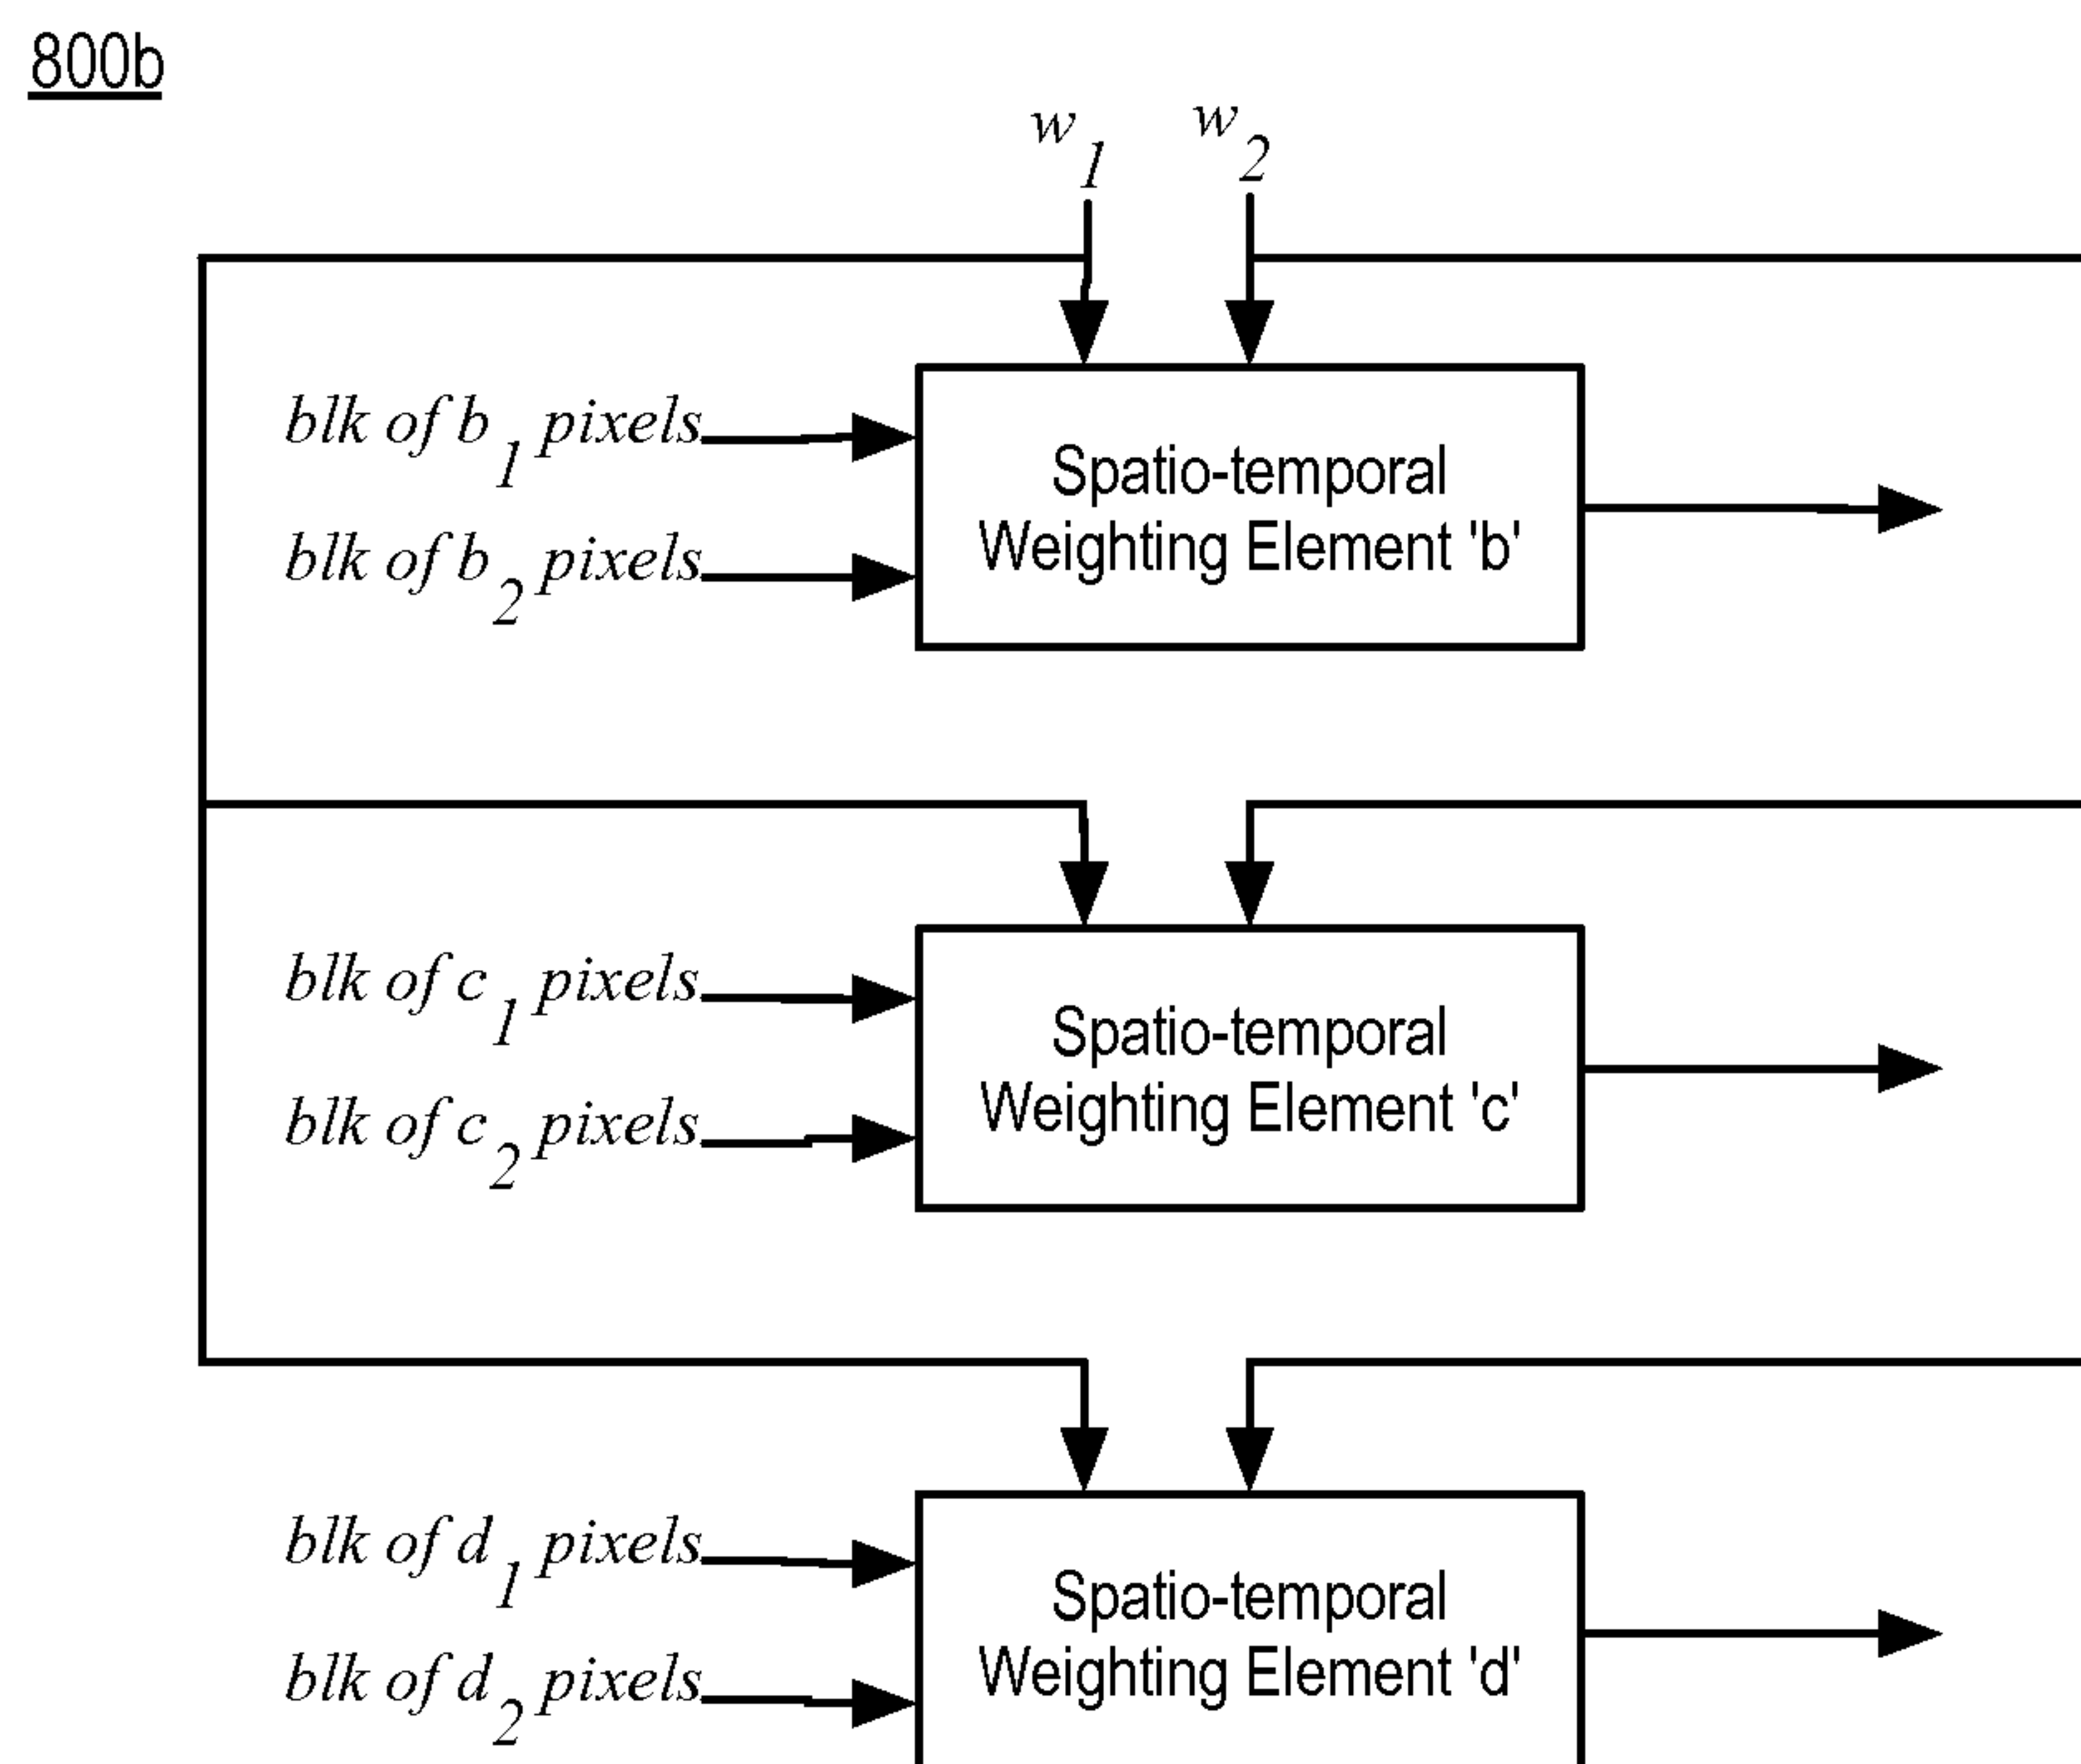 800b
w1 w2
blk of b1 pixels
blk of b2 pixels
Spatio-temporal
Weighting Element 'b'
blk of c1 pixels
blk of c2 pixels
Spatio-temporal
Weighting Element 'c'
blk of d1 pixels
blk of d2 pixels
Spatio-temporal
Weighting Element 'd'